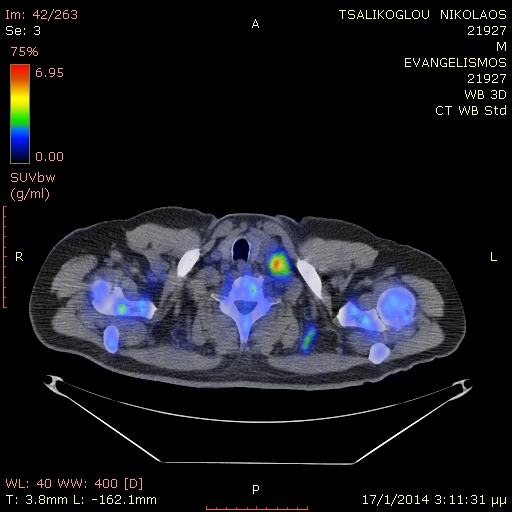 Im: 42/263
Se: 3
75%
6.95
0.00
SUVbw
(g/ml)
TSALIKOGLOU NIKOLAOS
21927
M
EVANGELISMOS
21927
WB 3D
CT WB Std
A
R
L
WL: 40 WW: 400 [D]
T: 3.8mm L: -162.1mm
P
17/1/2014 3:11:31 μμ